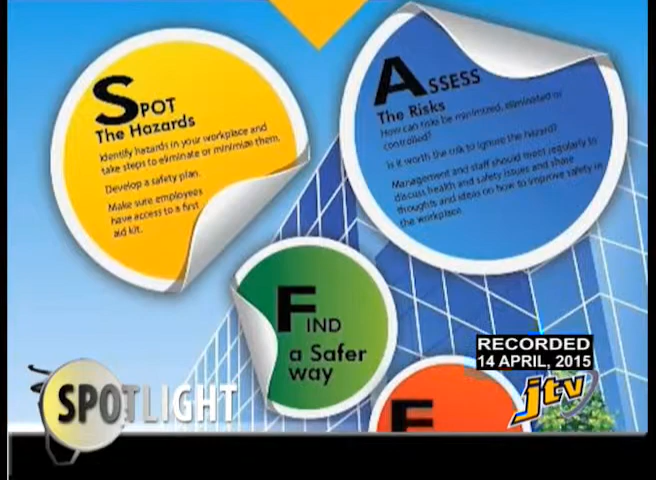 SPOT
The Hazards
Identify hazards in your workplace and
take steps to eliminate or minimize them.
Develop a safety plan.
Make sure employees
have access to a first
aid kit.
ASSESS
The Risks
How can risks be minimized, eliminated or
controlled?
Is it worth the risk to ignore the hazard?
Management and staff should meet regularly to
discuss health and safety issues and share
thoughts and ideas on how to improve safety in
the workplace.
FIND
a Safer
way
E
RECORDED
14 APRIL, 2015
jtv
SPOTLIGHT